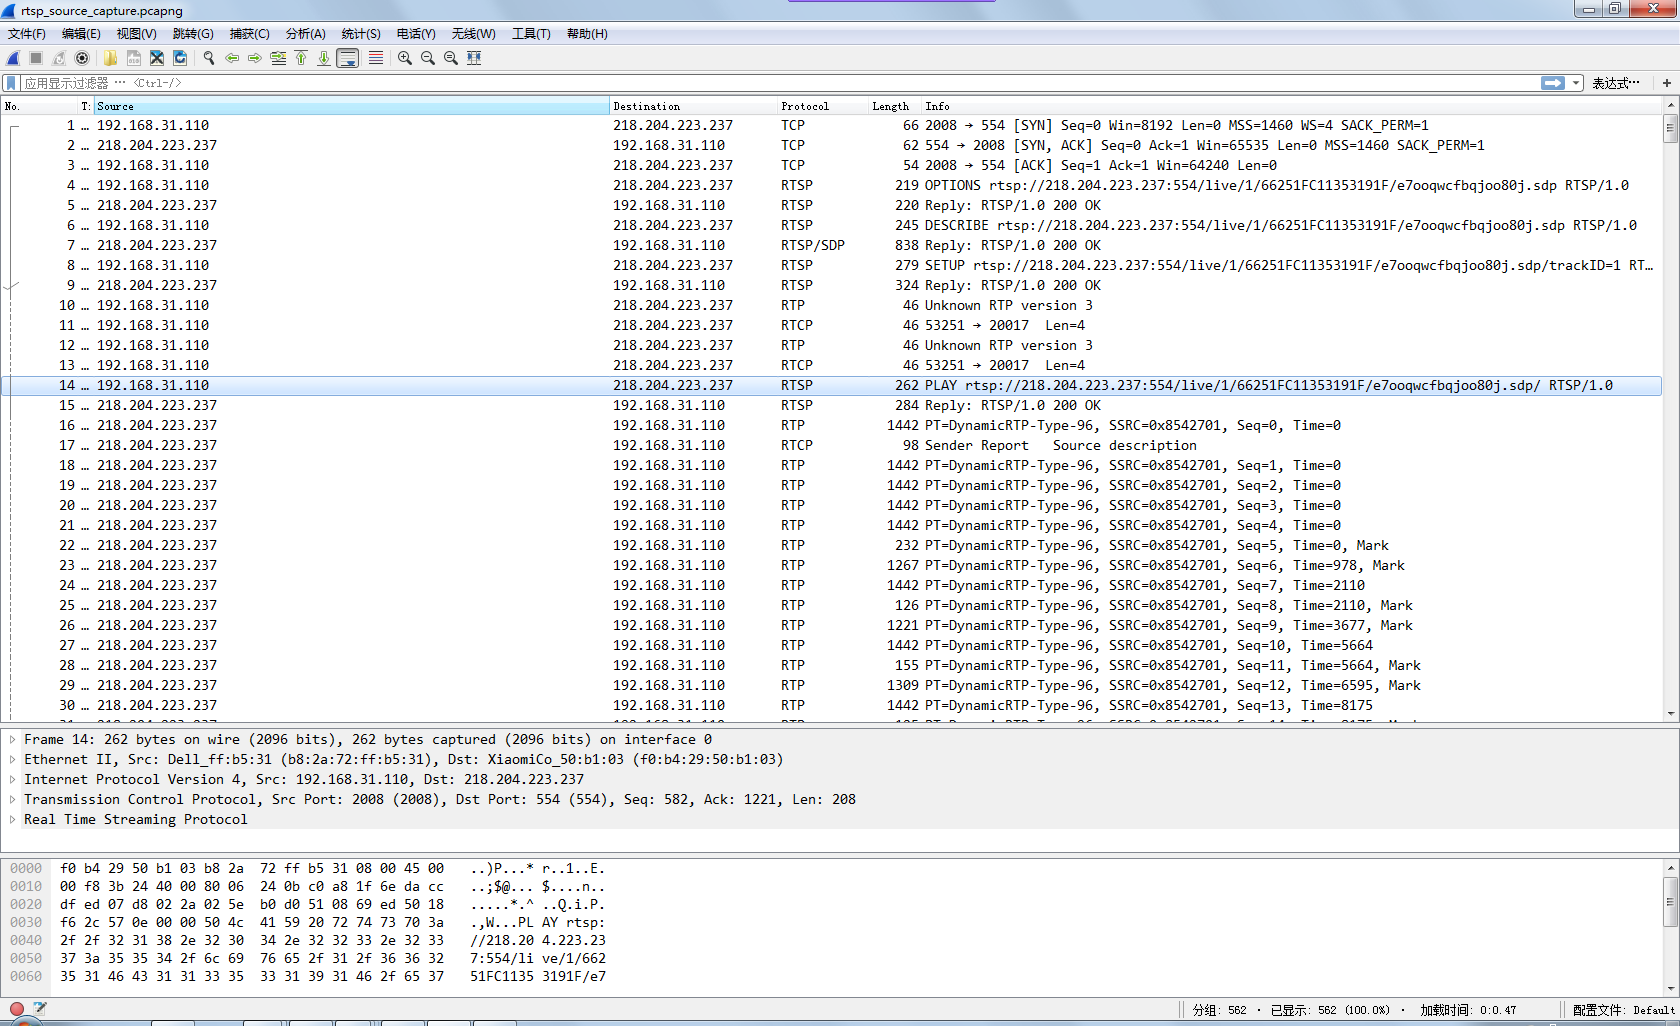 rtsp_source_capture.pcapng
文件(F) 编辑(E) 视图(V) 跳转(G) 捕获(C) 分析(A) 统计(S) 电话(Y) 无线(W) 工具(T) 帮助(H)
应用显示过滤器 … <Ctrl-/> 表达式… +
No. T: Source Destination Protocol Length Info
1 … 192.168.31.110 218.204.223.237 TCP 66 2008 → 554 [SYN] Seq=0 Win=8192 Len=0 MSS=1460 WS=4 SACK_PERM=1
2 … 218.204.223.237 192.168.31.110 TCP 62 554 → 2008 [SYN, ACK] Seq=0 Ack=1 Win=65535 Len=0 MSS=1460 SACK_PERM=1
3 … 192.168.31.110 218.204.223.237 TCP 54 2008 → 554 [ACK] Seq=1 Ack=1 Win=64240 Len=0
4 … 192.168.31.110 218.204.223.237 RTSP 219 OPTIONS rtsp://218.204.223.237:554/live/1/66251FC11353191F/e7ooqwcfbqjoo80j.sdp RTSP/1.0
5 … 218.204.223.237 192.168.31.110 RTSP 220 Reply: RTSP/1.0 200 OK
6 … 192.168.31.110 218.204.223.237 RTSP 245 DESCRIBE rtsp://218.204.223.237:554/live/1/66251FC11353191F/e7ooqwcfbqjoo80j.sdp RTSP/1.0
7 … 218.204.223.237 192.168.31.110 RTSP/SDP 838 Reply: RTSP/1.0 200 OK
8 … 192.168.31.110 218.204.223.237 RTSP 279 SETUP rtsp://218.204.223.237:554/live/1/66251FC11353191F/e7ooqwcfbqjoo80j.sdp/trackID=1 RT…
9 … 218.204.223.237 192.168.31.110 RTSP 324 Reply: RTSP/1.0 200 OK
10 … 192.168.31.110 218.204.223.237 RTP 46 Unknown RTP version 3
11 … 192.168.31.110 218.204.223.237 RTCP 46 53251 → 20017 Len=4
12 … 192.168.31.110 218.204.223.237 RTP 46 Unknown RTP version 3
13 … 192.168.31.110 218.204.223.237 RTCP 46 53251 → 20017 Len=4
14 … 192.168.31.110 218.204.223.237 RTSP 262 PLAY rtsp://218.204.223.237:554/live/1/66251FC11353191F/e7ooqwcfbqjoo80j.sdp/ RTSP/1.0
15 … 218.204.223.237 192.168.31.110 RTSP 284 Reply: RTSP/1.0 200 OK
16 … 218.204.223.237 192.168.31.110 RTP 1442 PT=DynamicRTP-Type-96, SSRC=0x8542701, Seq=0, Time=0
17 … 218.204.223.237 192.168.31.110 RTCP 98 Sender Report Source description
18 … 218.204.223.237 192.168.31.110 RTP 1442 PT=DynamicRTP-Type-96, SSRC=0x8542701, Seq=1, Time=0
19 … 218.204.223.237 192.168.31.110 RTP 1442 PT=DynamicRTP-Type-96, SSRC=0x8542701, Seq=2, Time=0
20 … 218.204.223.237 192.168.31.110 RTP 1442 PT=DynamicRTP-Type-96, SSRC=0x8542701, Seq=3, Time=0
21 … 218.204.223.237 192.168.31.110 RTP 1442 PT=DynamicRTP-Type-96, SSRC=0x8542701, Seq=4, Time=0
22 … 218.204.223.237 192.168.31.110 RTP 232 PT=DynamicRTP-Type-96, SSRC=0x8542701, Seq=5, Time=0, Mark
23 … 218.204.223.237 192.168.31.110 RTP 1267 PT=DynamicRTP-Type-96, SSRC=0x8542701, Seq=6, Time=978, Mark
24 … 218.204.223.237 192.168.31.110 RTP 1442 PT=DynamicRTP-Type-96, SSRC=0x8542701, Seq=7, Time=2110
25 … 218.204.223.237 192.168.31.110 RTP 126 PT=DynamicRTP-Type-96, SSRC=0x8542701, Seq=8, Time=2110, Mark
26 … 218.204.223.237 192.168.31.110 RTP 1221 PT=DynamicRTP-Type-96, SSRC=0x8542701, Seq=9, Time=3677, Mark
27 … 218.204.223.237 192.168.31.110 RTP 1442 PT=DynamicRTP-Type-96, SSRC=0x8542701, Seq=10, Time=5664
28 … 218.204.223.237 192.168.31.110 RTP 155 PT=DynamicRTP-Type-96, SSRC=0x8542701, Seq=11, Time=5664, Mark
29 … 218.204.223.237 192.168.31.110 RTP 1309 PT=DynamicRTP-Type-96, SSRC=0x8542701, Seq=12, Time=6595, Mark
30 … 218.204.223.237 192.168.31.110 RTP 1442 PT=DynamicRTP-Type-96, SSRC=0x8542701, Seq=13, Time=8175
Frame 14: 262 bytes on wire (2096 bits), 262 bytes captured (2096 bits) on interface 0
Ethernet II, Src: Dell_ff:b5:31 (b8:2a:72:ff:b5:31), Dst: XiaomiCo_50:b1:03 (f0:b4:29:50:b1:03)
Internet Protocol Version 4, Src: 192.168.31.110, Dst: 218.204.223.237
Transmission Control Protocol, Src Port: 2008 (2008), Dst Port: 554 (554), Seq: 582, Ack: 1221, Len: 208
Real Time Streaming Protocol
0000 f0 b4 29 50 b1 03 b8 2a 72 ff b5 31 08 00 45 00 ..)P...* r..1..E.
0010 00 f8 3b 24 40 00 80 06 24 0b c0 a8 1f 6e da cc ..;$@... $....n..
0020 df ed 07 d8 02 2a 02 5e b0 d0 51 08 69 ed 50 18 .....*.^ ..Q.i.P.
0030 f6 2c 57 0e 00 00 50 4c 41 59 20 72 74 73 70 3a .,W...PL AY rtsp:
0040 2f 2f 32 31 38 2e 32 30 34 2e 32 32 33 2e 32 33 //218.20 4.223.23
0050 37 3a 35 35 34 2f 6c 69 76 65 2f 31 2f 36 36 32 7:554/li ve/1/662
0060 35 31 46 43 31 31 33 35 33 31 39 31 46 2f 65 37 51FC1135 3191F/e7
分组: 562 · 已显示: 562 (100.0%) · 加载时间: 0:0.47 配置文件: Default